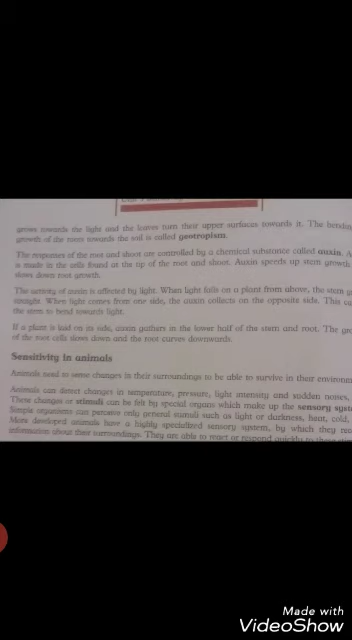 grows towards the light and the leaves turn their upper surfaces towards it. The bending
growth of the roots towards the soil is called geotropism.
The responses of the root and shoot are controlled by a chemical substance called auxin. A
is made in the cells found at the tip of the root and shoot. Auxin speeds up stem growth
slows down root growth.
The activity of auxin is affected by light. When light falls on a plant from above, the stem g
straight. When light comes from one side, the auxin collects on the opposite side. This ca
the stem to bend towards light.
If a plant is laid on its side, auxin gathers in the lower half of the stem and root. The gro
of the root cells slows down and the root curves downwards.
Sensitivity in animals
Animals need to sense changes in their surroundings to be able to survive in their environm
Animals can detect changes in temperature, pressure, light intensity and sudden noises,
These changes or stimuli can be felt by special organs which make up the sensory syst
Simple organisms can perceive only general stimuli such as light or darkness, heat, cold,
More developed animals have a highly specialised sensory system, by which they rec
information about their surroundings. They are able to react or respond quickly to these
Made with
VideoShow